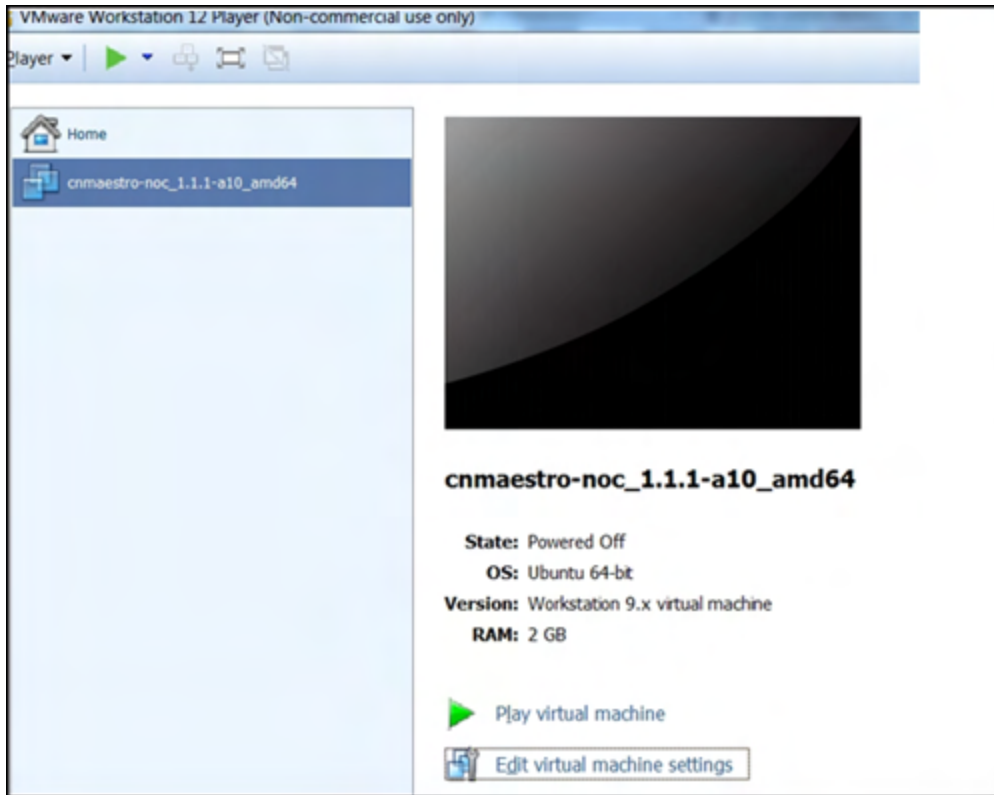 VMware Workstation 12 Player (Non-commercial use only)
Player
Home
cnmaestro-noc_1.1.1-a10_amd64
cnmaestro-noc_1.1.1-a10_amd64
State: Powered Off
OS: Ubuntu 64-bit
Version: Workstation 9.x virtual machine
RAM: 2 GB
Play virtual machine
Edit virtual machine settings